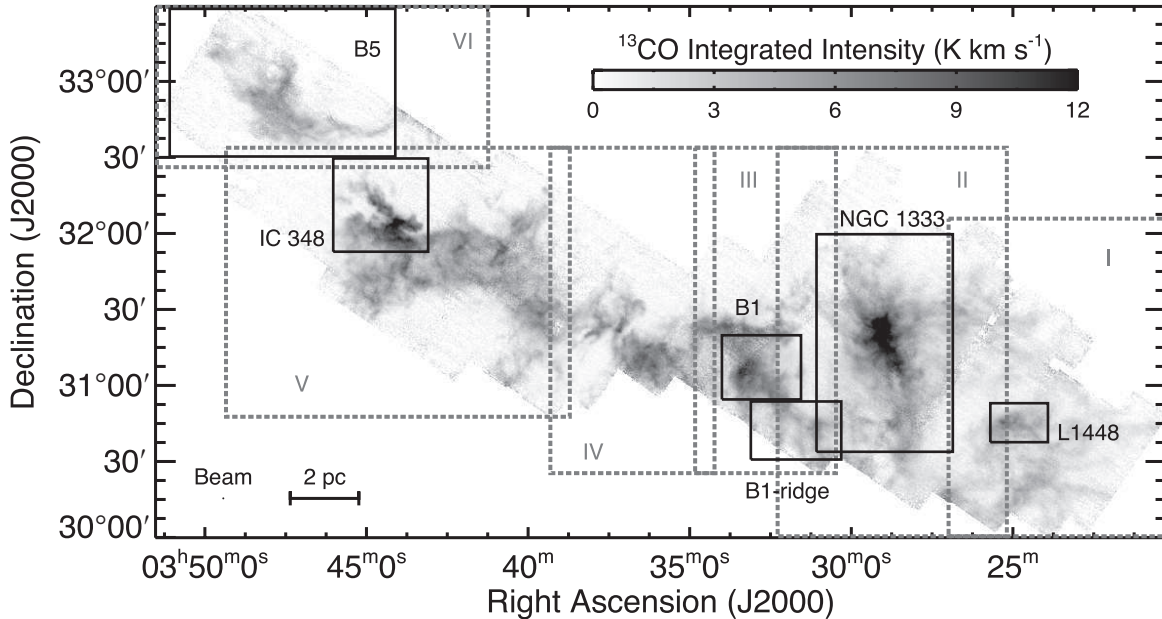 B5
VI
¹³CO Integrated Intensity (K km s⁻¹)
0 3 6 9 12
33°00′
30′
32°00′
30′
31°00′
30′
30°00′
Declination (J2000)
III
II
NGC 1333
I
IC 348
B1
V
IV
L1448
Beam
2 pc
B1-ridge
03ʰ50ᵐ0ˢ 45ᵐ0ˢ 40ᵐ 35ᵐ0ˢ 30ᵐ0ˢ 25ᵐ
Right Ascension (J2000)